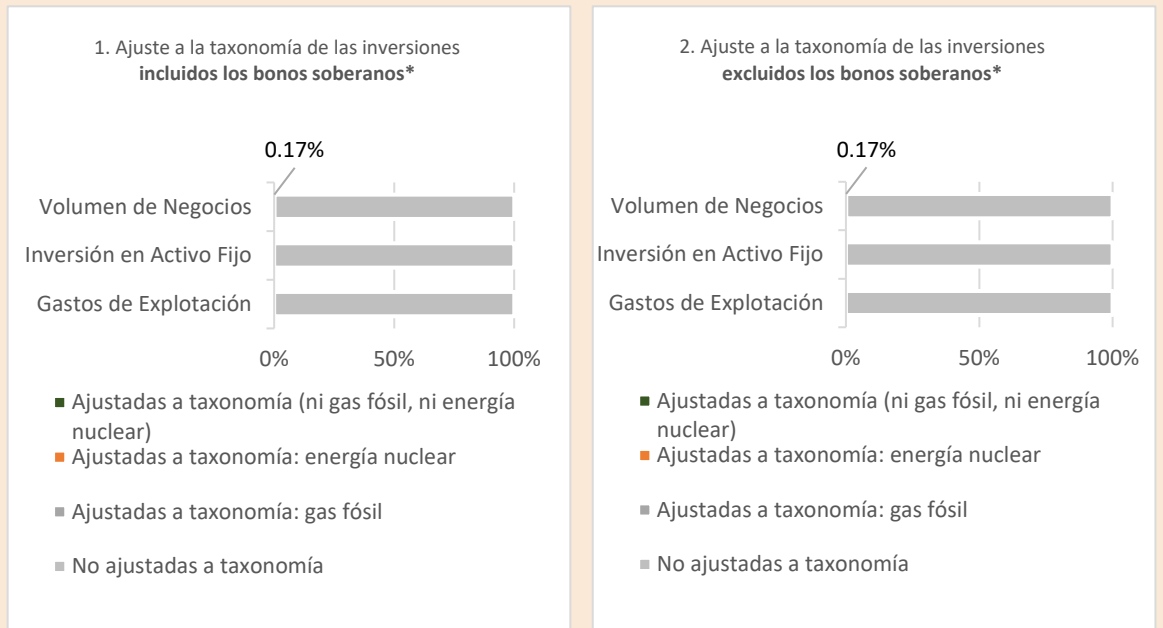 1. Ajuste a la taxonomía de las inversiones
incluidos los bonos soberanos*
0.17%
Volumen de Negocios
Inversión en Activo Fijo
Gastos de Explotación
0% 50% 100%
Ajustadas a taxonomía (ni gas fósil, ni energía
nuclear)
Ajustadas a taxonomía: energía nuclear
Ajustadas a taxonomía: gas fósil
No ajustadas a taxonomía
2. Ajuste a la taxonomía de las inversiones
excluidos los bonos soberanos*
0.17%
Volumen de Negocios
Inversión en Activo Fijo
Gastos de Explotación
0% 50% 100%
Ajustadas a taxonomía (ni gas fósil, ni energía
nuclear)
Ajustadas a taxonomía: energía nuclear
Ajustadas a taxonomía: gas fósil
No ajustadas a taxonomía